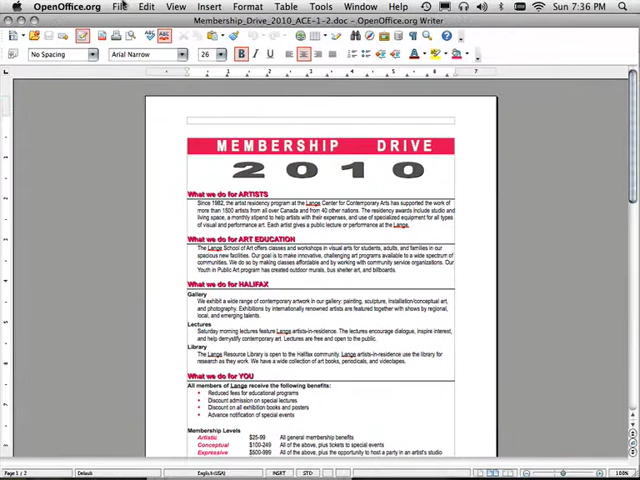 OpenOffice.org File Edit View Insert Format Table Tools Window Help Sun 7:36 PM
Membership_Drive_2010_ACE-1-2.doc - OpenOffice.org Writer
No Spacing Arial Narrow 26 B I U
1 2 3 4 5 6 7
MEMBERSHIP DRIVE
2010
What we do for ARTISTS
Since 1982, the artist residency program at the Lange Center for Contemporary Arts has supported the work of
more than 1500 artists from all over Canada and from 40 other nations. The residency awards include studio and
living space, a monthly stipend to help artists with their expenses, and use of specialized equipment for all types
of visual and performance art. Each artist gives a public lecture or performance at the Lange.
What we do for ART EDUCATION
The Lange School of Art offers classes and workshops in visual arts for students, adults, and families in our
spacious new facilities. Our goal is to make innovative, challenging art programs available to a wide spectrum of
communities. We do so by making classes affordable and by working with community service organizations. Our
Youth in Public Art program has created outdoor murals, bus shelter art, and billboards.
What we do for HALIFAX
Gallery
We exhibit a wide range of contemporary artwork in our gallery: painting, sculpture, installation/conceptual art,
and photography. Exhibitions by internationally renowned artists are featured together with shows by regional,
local, and emerging talents.
Lectures
Saturday morning lectures feature Lange artists-in-residence. The lectures encourage dialogue, inspire interest,
and help demystify contemporary art. Lectures are free and open to the public.
Library
The Lange Resource Library is open to the Halifax community. Lange artists-in-residence use the library for
research as they work. We have a wide collection of art books, periodicals, and videotapes.
What we do for YOU
All members of Lange receive the following benefits:
• Reduced fees for educational programs
• Discount admission on special lectures
• Discount on all exhibition books and posters
• Advance notification of special events
Membership Levels
Artistic $25-99 All general membership benefits
Conceptual $100-249 All of the above, plus tickets to special events
Expressive $500-999 All of the above, plus the opportunity to host a party in an artist's studio
Page 1 / 2 Default English (USA) INSRT STD 100%